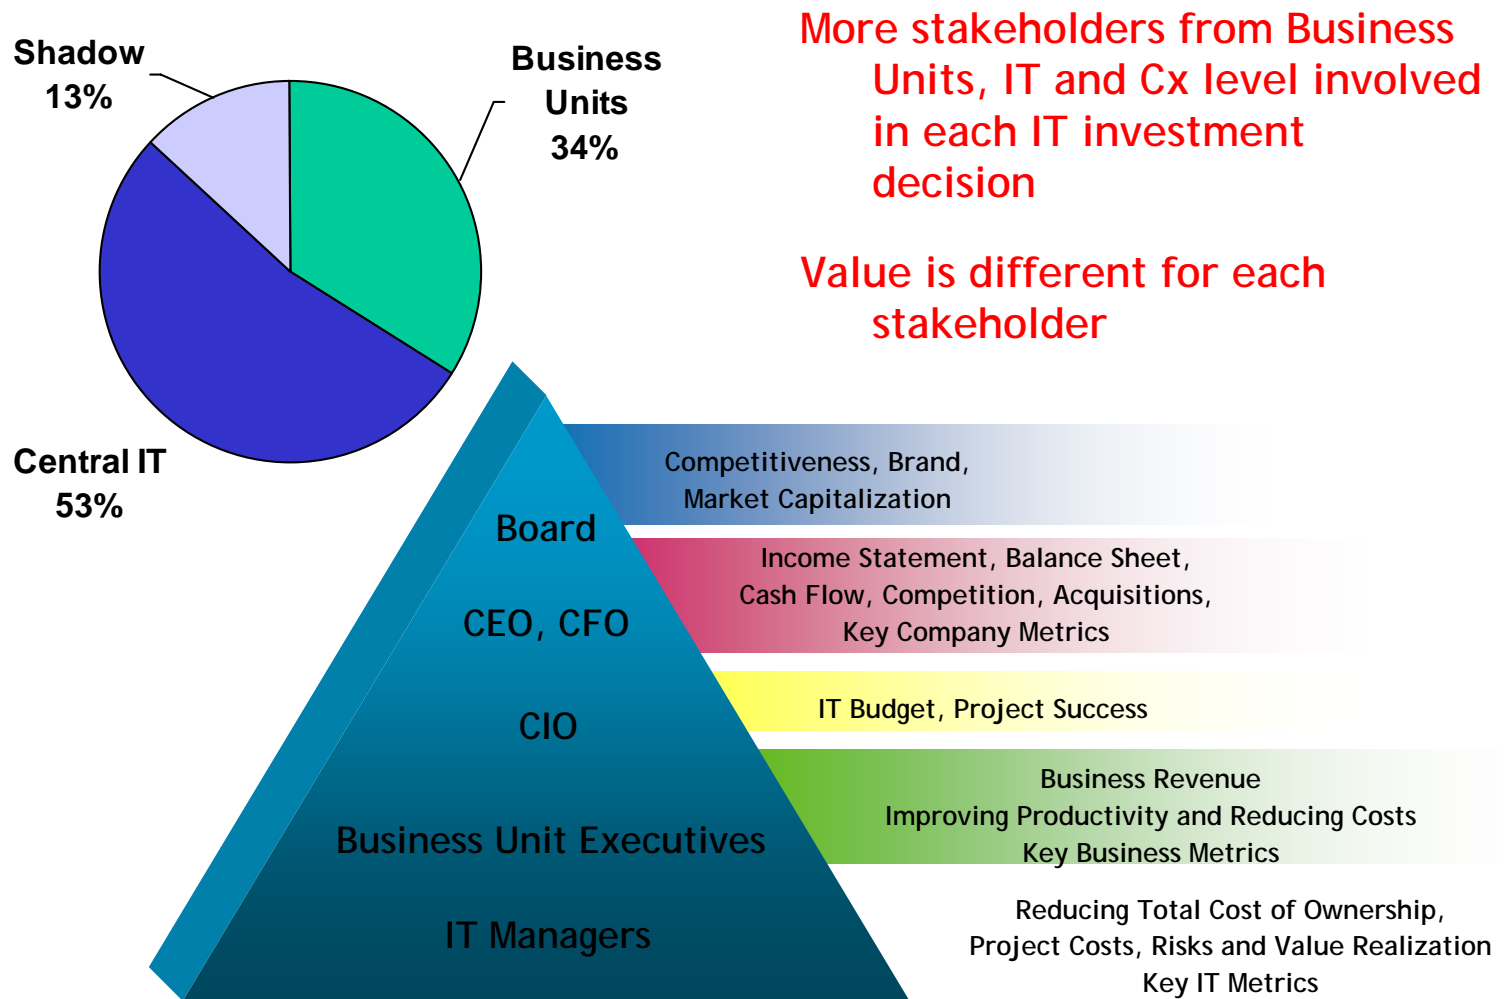 Shadow
13%
Business
Units
34%
Central IT
53%
More stakeholders from Business
Units, IT and Cx level involved
in each IT investment
decision
Value is different for each
stakeholder
Board
Competitiveness, Brand,
Market Capitalization
CEO, CFO
Income Statement, Balance Sheet,
Cash Flow, Competition, Acquisitions,
Key Company Metrics
CIO
IT Budget, Project Success
Business Unit Executives
Business Revenue
Improving Productivity and Reducing Costs
Key Business Metrics
IT Managers
Reducing Total Cost of Ownership,
Project Costs, Risks and Value Realization
Key IT Metrics